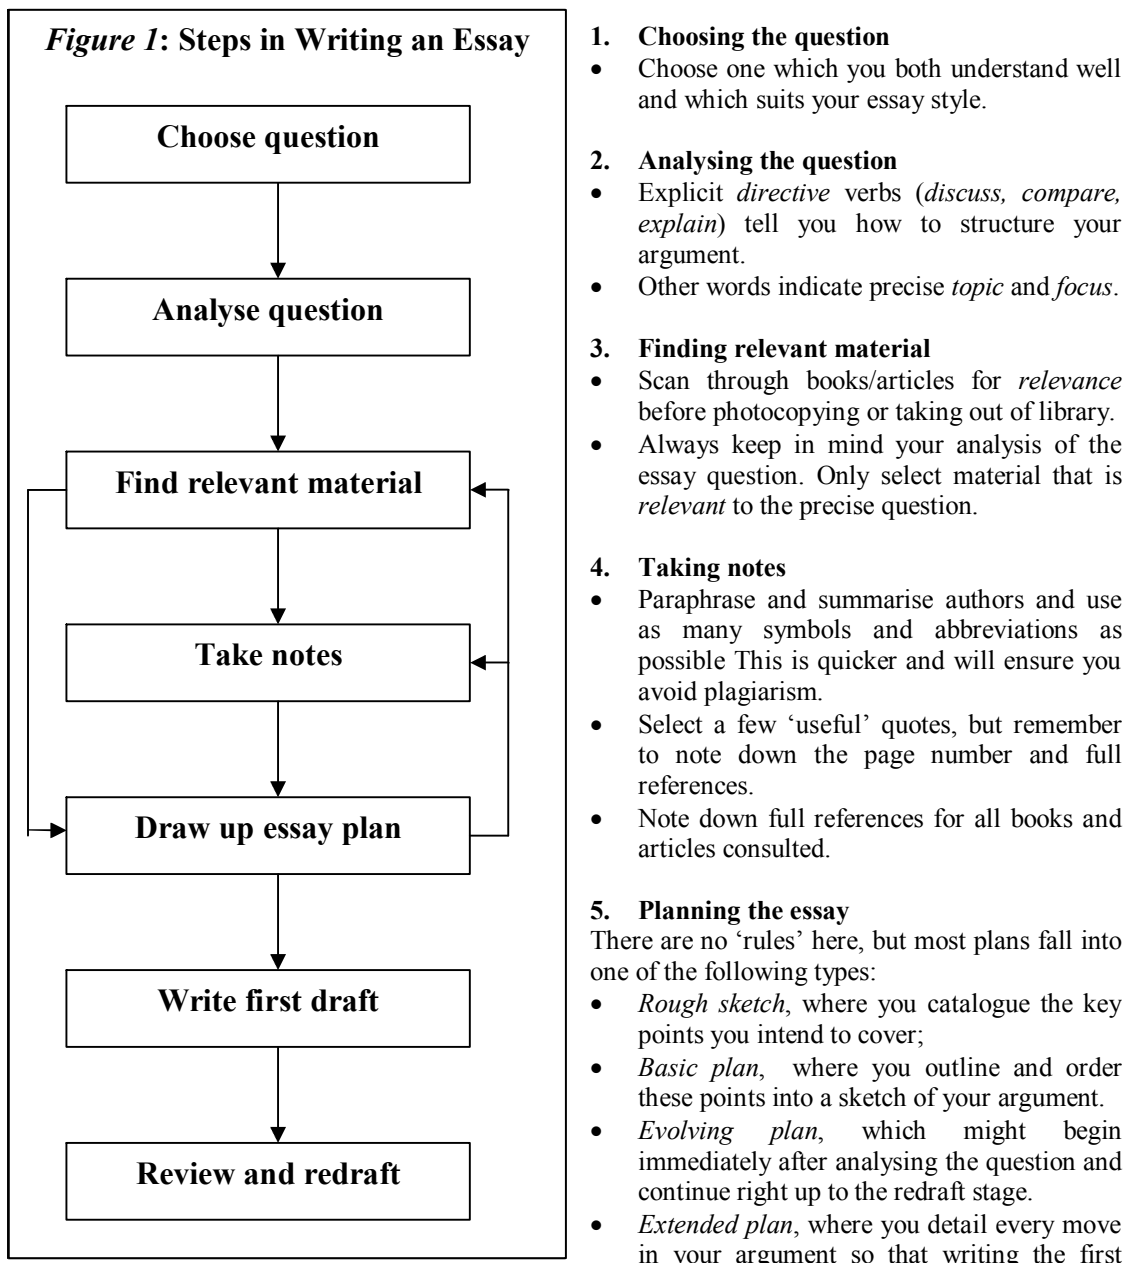 Figure 1: Steps in Writing an Essay
Choose question
Analyse question
Find relevant material
Take notes
Draw up essay plan
Write first draft
Review and redraft
1. Choosing the question
• Choose one which you both understand well
and which suits your essay style.
2. Analysing the question
• Explicit directive verbs (discuss, compare,
explain) tell you how to structure your
argument.
• Other words indicate precise topic and focus.
3. Finding relevant material
• Scan through books/articles for relevance
before photocopying or taking out of library.
• Always keep in mind your analysis of the
essay question. Only select material that is
relevant to the precise question.
4. Taking notes
• Paraphrase and summarise authors and use
as many symbols and abbreviations as
possible This is quicker and will ensure you
avoid plagiarism.
• Select a few ‘useful’ quotes, but remember
to note down the page number and full
references.
• Note down full references for all books and
articles consulted.
5. Planning the essay
There are no ‘rules’ here, but most plans fall into
one of the following types:
• Rough sketch, where you catalogue the key
points you intend to cover;
• Basic plan, where you outline and order
these points into a sketch of your argument.
• Evolving plan, which might begin
immediately after analysing the question and
continue right up to the redraft stage.
• Extended plan, where you detail every move
in your argument so that writing the first